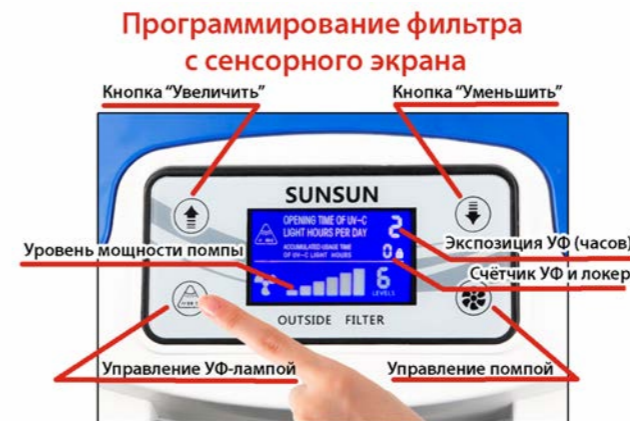 Программирование фильтра
с сенсорного экрана
Кнопка “Увеличить”
Кнопка “Уменьшить”
SUNSUN
OPENING TIME OF UV-C
LIGHT HOURS PER DAY
2
ACCUMULATED USAGE TIME
OF UV-C LIGHT HOURS
0
Экспозиция УФ (часов)
Уровень мощности помпы
Счётчик УФ и локер
6
LEVELS
OUTSIDE FILTER
Управление УФ-лампой
Управление помпой